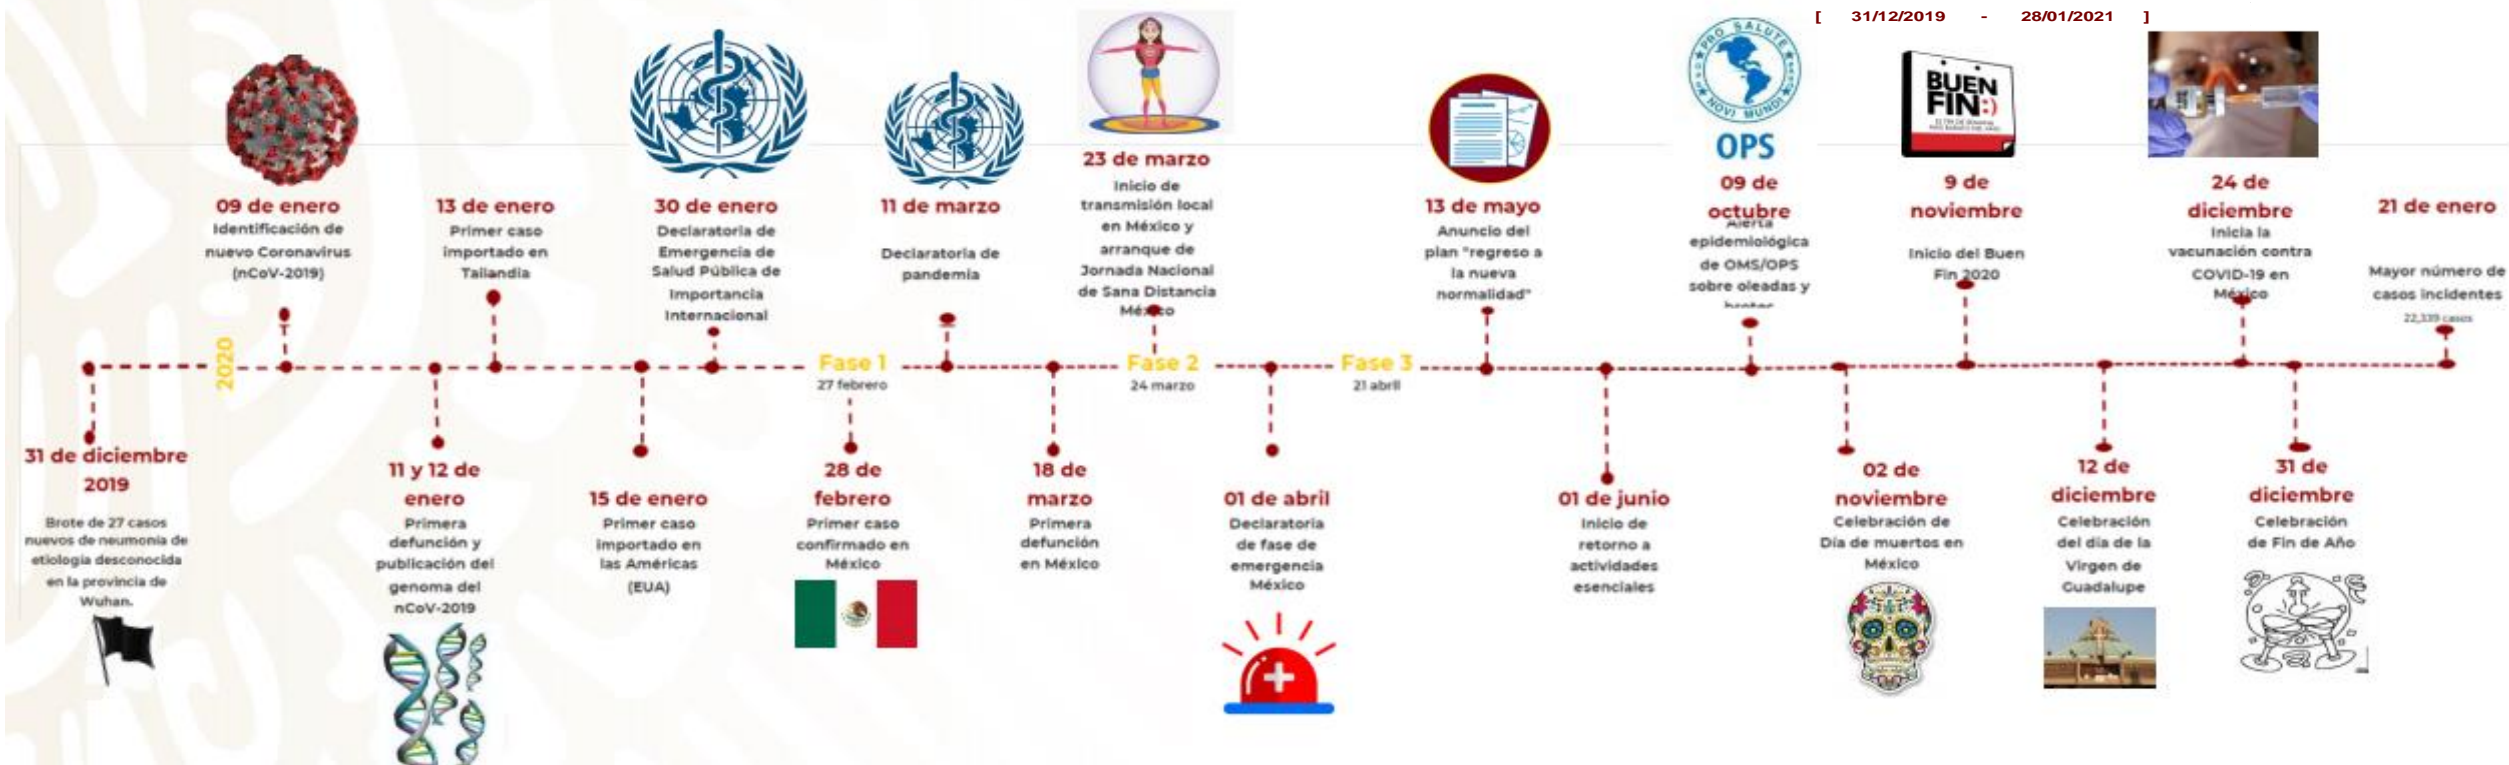 [ 31/12/2019 - 28/01/2021 ]
31 de diciembre
2019
Brote de 27 casos
nuevos de neumonía de
etiología desconocida
en la provincia de
Wuhan.
2020
09 de enero
Identificación de
nuevo Coronavirus
(nCoV-2019)
11 y 12 de
enero
Primera
defunción y
publicación del
genoma del
nCoV-2019
13 de enero
Primer caso
importado en
Tailandia
15 de enero
Primer caso
importado en
las Américas
(EUA)
30 de enero
Declaratoria de
Emergencia de
Salud Pública de
Importancia
Internacional
Fase 1
27 febrero
28 de
febrero
Primer caso
confirmado en
México
11 de marzo
Declaratoria de
pandemia
18 de
marzo
Primera
defunción
en México
23 de marzo
Inicio de
transmisión local
en México y
arranque de
Jornada Nacional
de Sana Distancia
México
Fase 2
24 marzo
01 de abril
Declaratoria
de fase de
emergencia
México
Fase 3
21 abril
13 de mayo
Anuncio del
plan "regreso a
la nueva
normalidad"
01 de junio
Inicio de
retorno a
actividades
esenciales
PRO SALUTE
NOVI MUNDI
OPS
09 de
octubre
Alerta
epidemiológica
de OMS/OPS
sobre oleadas y
brotes
02 de
noviembre
Celebración de
Día de muertos en
México
BUEN
FIN:)
9 de
noviembre
Inicio del Buen
Fin 2020
12 de
diciembre
Celebración
del día de la
Virgen de
Guadalupe
24 de
diciembre
Inicia la
vacunación contra
COVID-19 en
México
31 de
diciembre
Celebración
de Fin de Año
21 de enero
Mayor número de
casos incidentes
22,339 casos